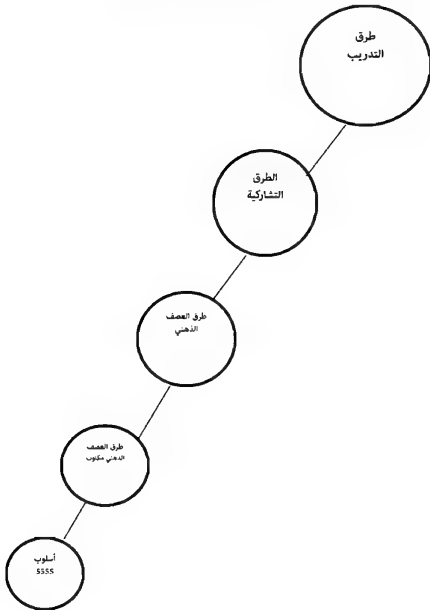 طرق
التدريب
الطرق
التشاركية
طرق العصف
الذهني
طرق العصف
الذهني مكتوب
أسلوب
5555